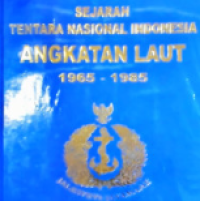 SEJARAH
TENTARA NASIONAL INDONESIA
ANGKATAN LAUT
1965 - 1985